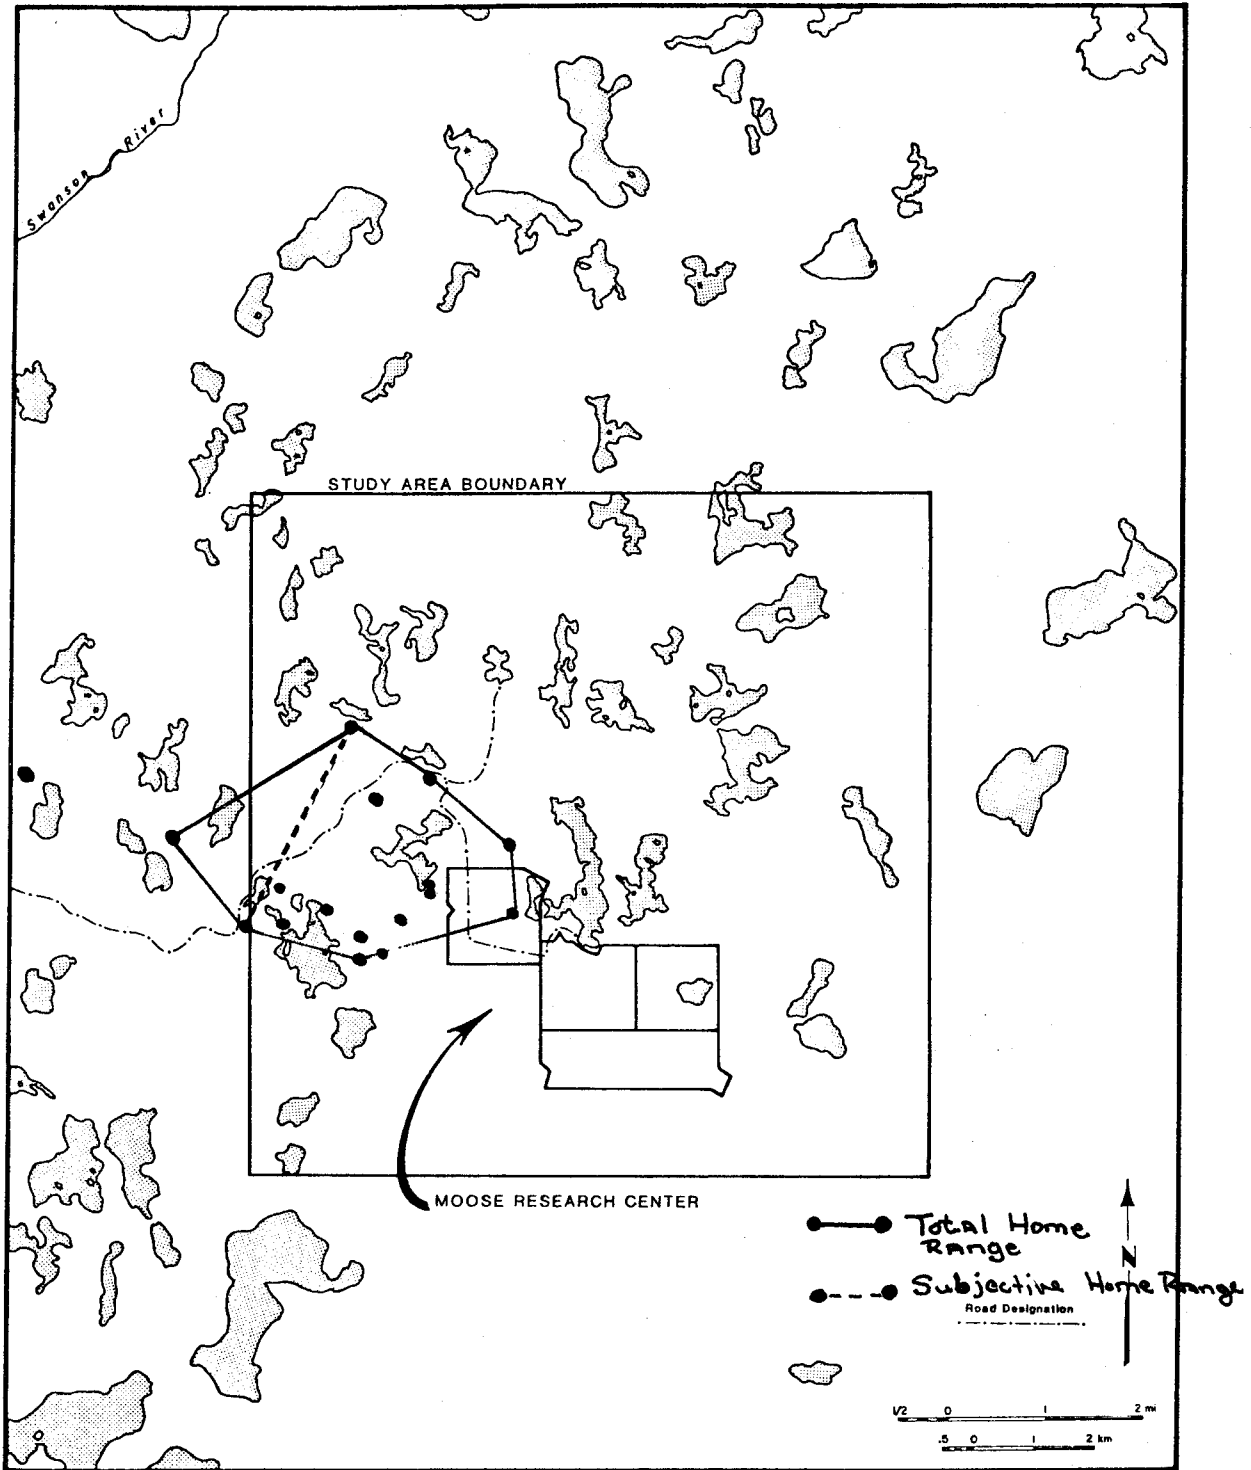 Swanson River
STUDY AREA BOUNDARY
MOOSE RESEARCH CENTER
Total Home
Range
Subjective Home Range
Road Designation
N
1/2 0 1 2 mi
.5 0 1 2 km